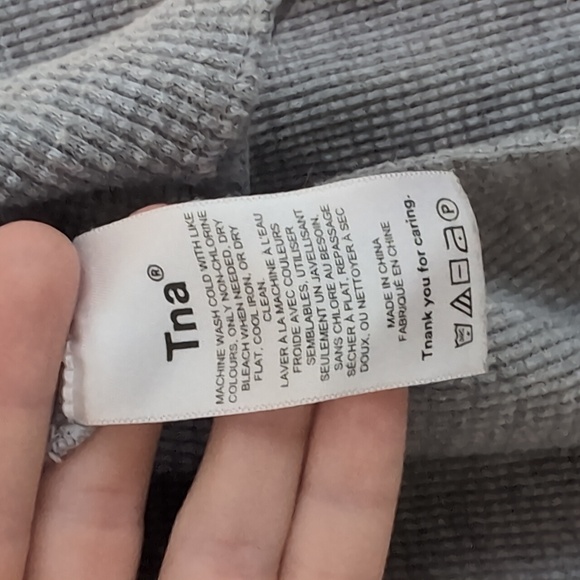 Tna®
MACHINE WASH COLD WITH LIKE
COLOURS, ONLY NON-CHLORINE
BLEACH WHEN NEEDED, DRY
FLAT, COOL IRON, OR DRY
CLEAN.
LAVER À LA MACHINE À L'EAU
FROIDE AVEC COULEURS
SEMBLABLES, UTILISER
SEULEMENT UN JAVELLISANT
SANS CHLORE AU BESOIN.
SÉCHER À PLAT, REPASSAGE
DOUX, OU NETTOYER À SEC
MADE IN CHINA
FABRIQUÉ EN CHINE
Tnank you for caring.
P